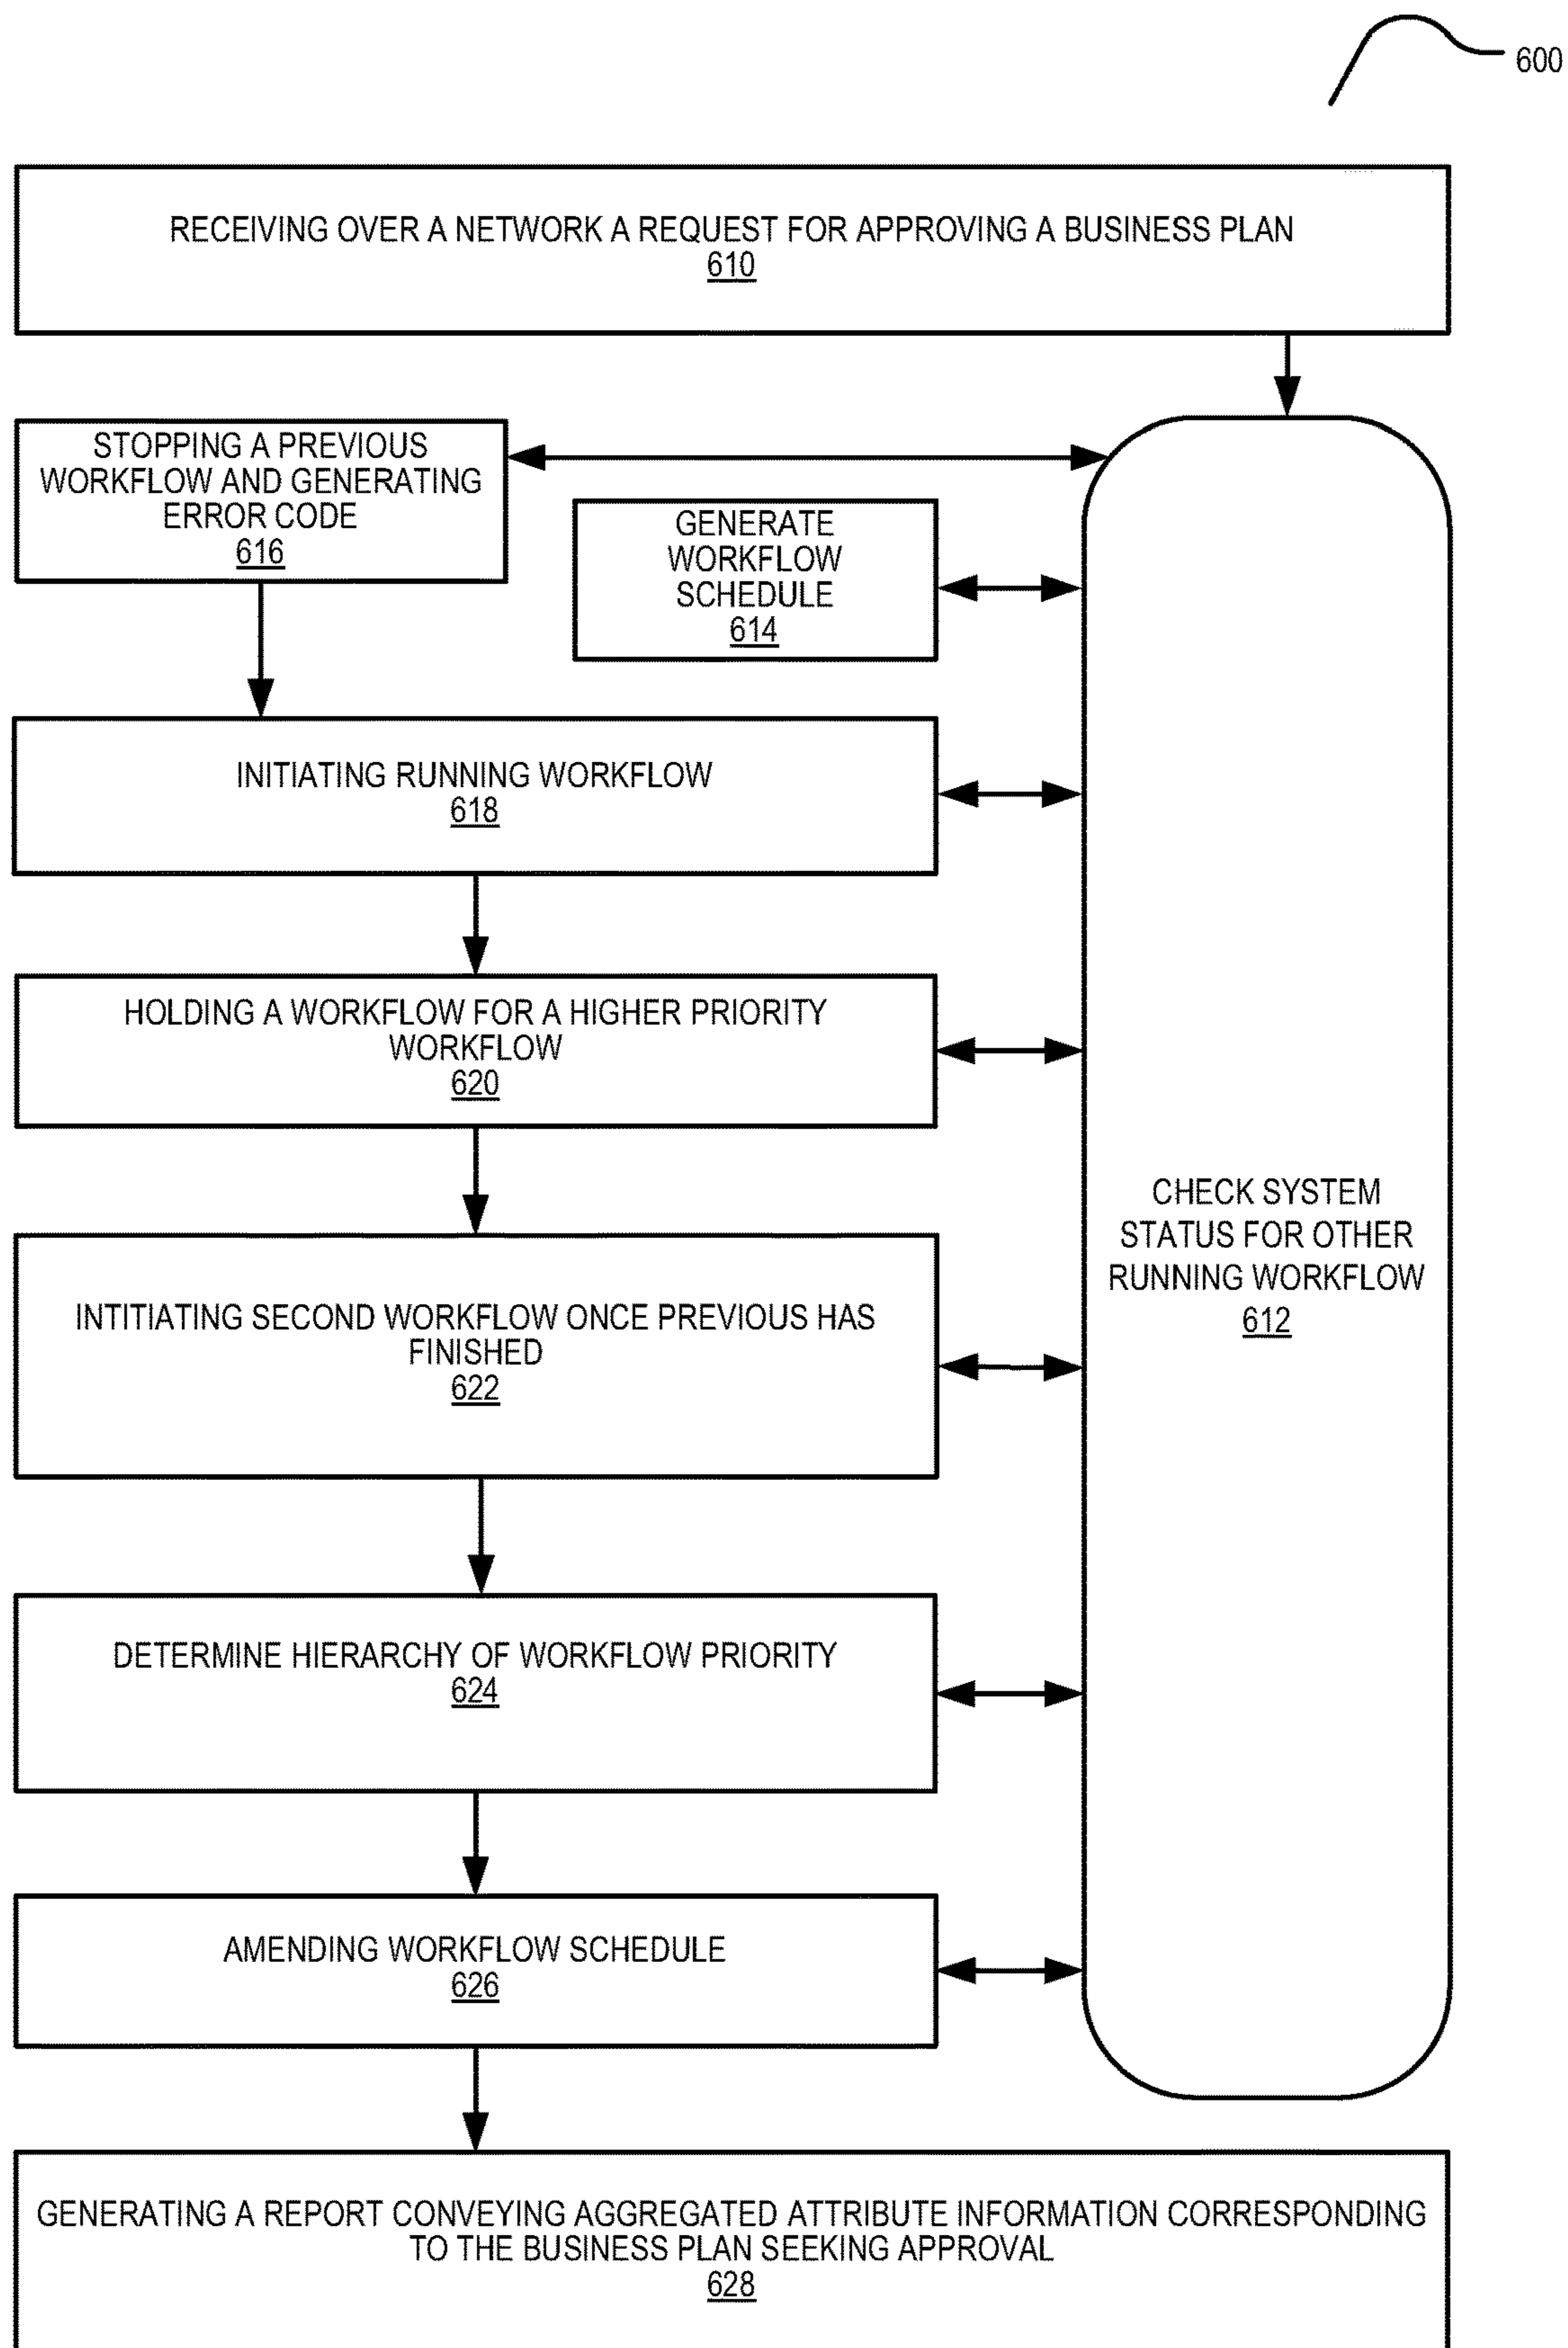 600
RECEIVING OVER A NETWORK A REQUEST FOR APPROVING A BUSINESS PLAN
610
STOPPING A PREVIOUS
WORKFLOW AND GENERATING
ERROR CODE
616
GENERATE
WORKFLOW
SCHEDULE
614
INITIATING RUNNING WORKFLOW
618
HOLDING A WORKFLOW FOR A HIGHER PRIORITY
WORKFLOW
620
CHECK SYSTEM
STATUS FOR OTHER
RUNNING WORKFLOW
612
INTITIATING SECOND WORKFLOW ONCE PREVIOUS HAS
FINISHED
622
DETERMINE HIERARCHY OF WORKFLOW PRIORITY
624
AMENDING WORKFLOW SCHEDULE
626
GENERATING A REPORT CONVEYING AGGREGATED ATTRIBUTE INFORMATION CORRESPONDING
TO THE BUSINESS PLAN SEEKING APPROVAL
628